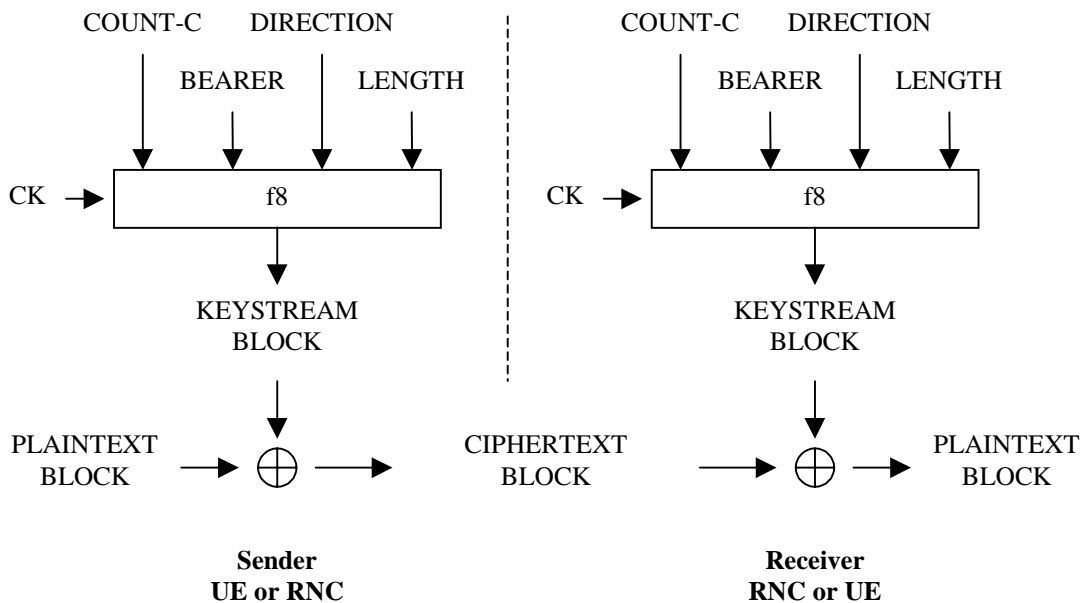 COUNT-C DIRECTION COUNT-C DIRECTION
BEARER LENGTH BEARER LENGTH
CK f8 CK f8
KEYSTREAM KEYSTREAM
BLOCK BLOCK
PLAINTEXT CIPHERTEXT PLAINTEXT
BLOCK BLOCK BLOCK
Sender Receiver
UE or RNC RNC or UE